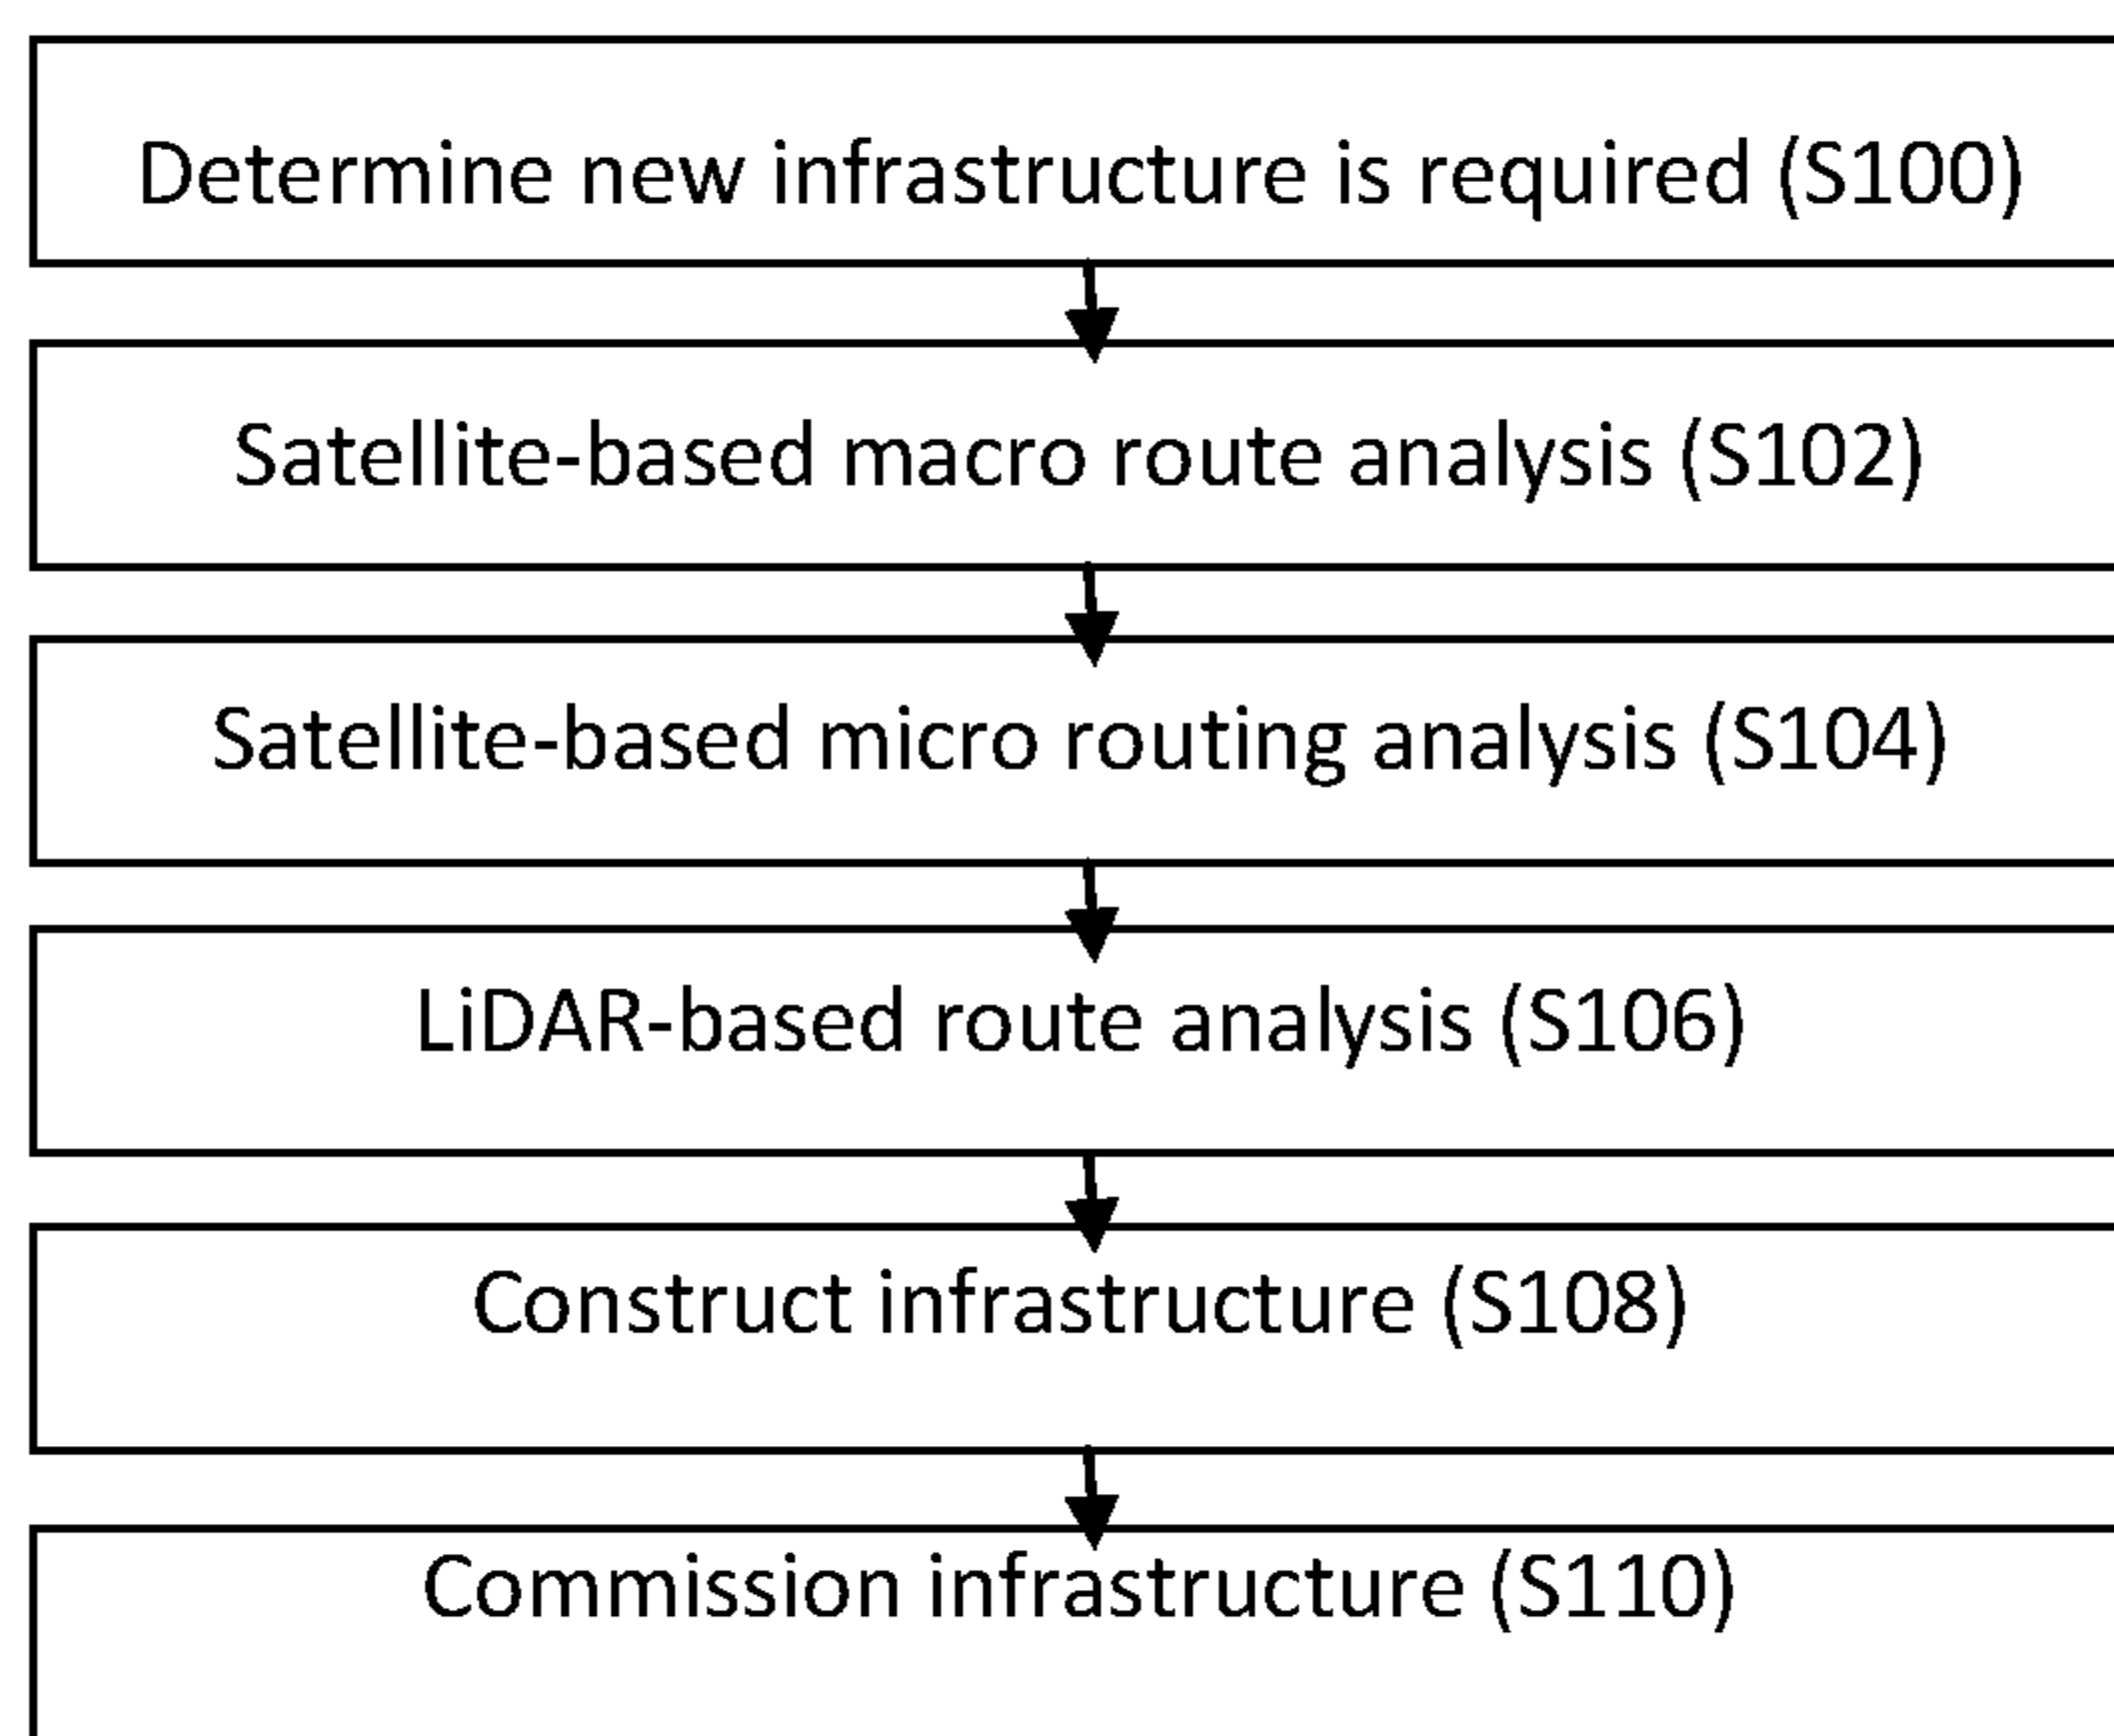 Determine new infrastructure is required (S100)
Satellite-based macro route analysis (S102)
Satellite-based micro routing analysis (S104)
LiDAR-based route analysis (S106)
Construct infrastructure (S108)
Commission infrastructure (S110)